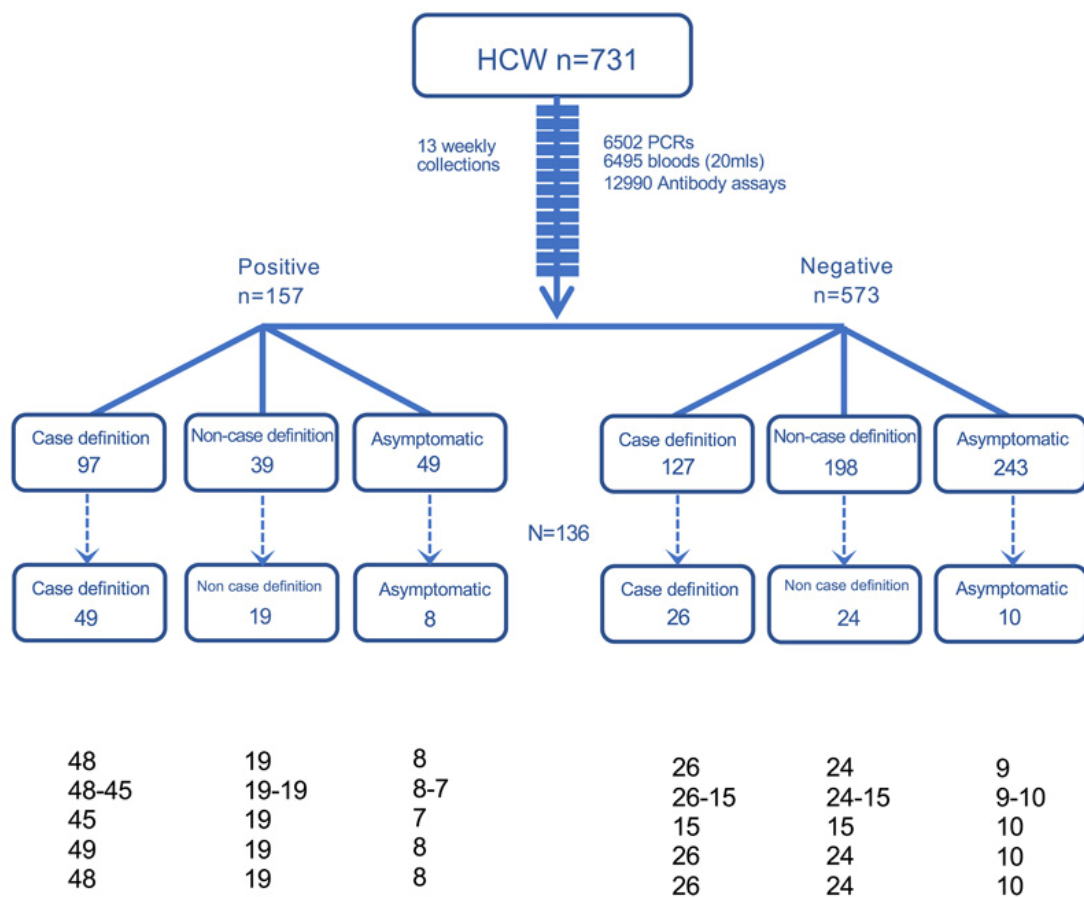 HCW n=731
13 weekly
collections
6502 PCRs
6495 bloods (20mls)
12990 Antibody assays
Positive
n=157
Negative
n=573
Case definition
97
Non-case definition
39
Asymptomatic
49
Case definition
127
Non-case definition
198
Asymptomatic
243
N=136
Case definition
49
Non case definition
19
Asymptomatic
8
Case definition
26
Non case definition
24
Asymptomatic
10
48 19 8 26 24 9
48-45 19-19 8-7 26-15 24-15 9-10
45 19 7 15 15 10
49 19 8 26 24 10
48 19 8 26 24 10